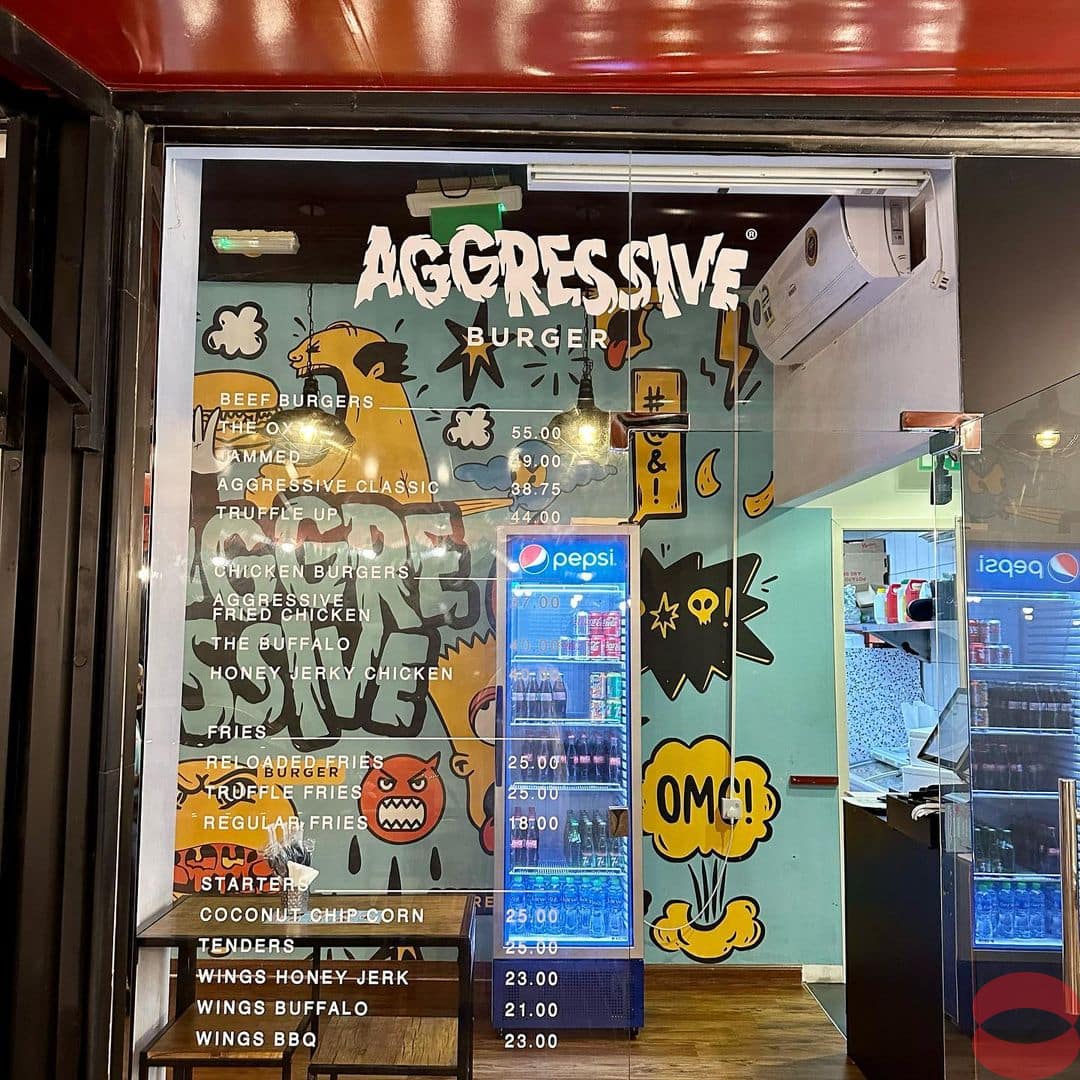 AGGRESSIVE®
BURGER
BEEF BURGERS
THE OX 55.00
JAMMED 49.00
AGGRESSIVE CLASSIC 38.75
TRUFFLE UP 44.00
CHICKEN BURGERS
AGGRESSIVE
FRIED CHICKEN
THE BUFFALO
HONEY JERKY CHICKEN
FRIES
RELOADED FRIES 25.00
TRUFFLE FRIES 25.00
REGULAR FRIES 18.00
STARTERS
COCONUT CHIP CORN 25.00
TENDERS 25.00
WINGS HONEY JERK 23.00
WINGS BUFFALO 21.00
WINGS BBQ 23.00
#
@
&
!
pepsi
pepsi
!
AGGRE
SSIVE
BURGER
OMG!